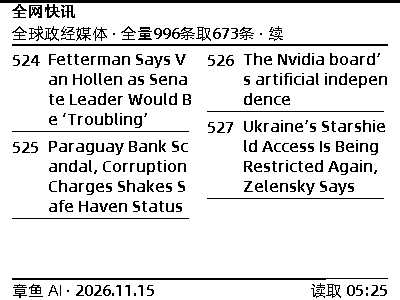 全网快讯
全球政经媒体 · 全量996条取673条 · 续
524 Fetterman Says V
an Hollen as Sena
te Leader Would B
e ‘Troubling’
525 Paraguay Bank Sc
andal, Corruption
Charges Shakes S
afe Haven Status
526 The Nvidia board’
s artificial indepen
dence
527 Ukraine’s Starshie
ld Access Is Being
Restricted Again,
Zelensky Says
章鱼 AI · 2026.11.15
读取 05:25